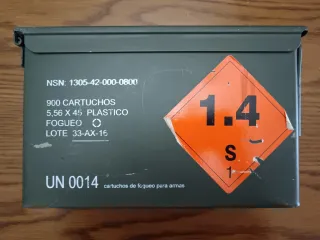 NSN: 1305-42-000-0800
900 CARTUCHOS
5,56 X 45 PLASTICO
FOGUEO
LOTE 33-AX-16
UN 0014 cartuchos de fogueo para armas
1.4
S
1